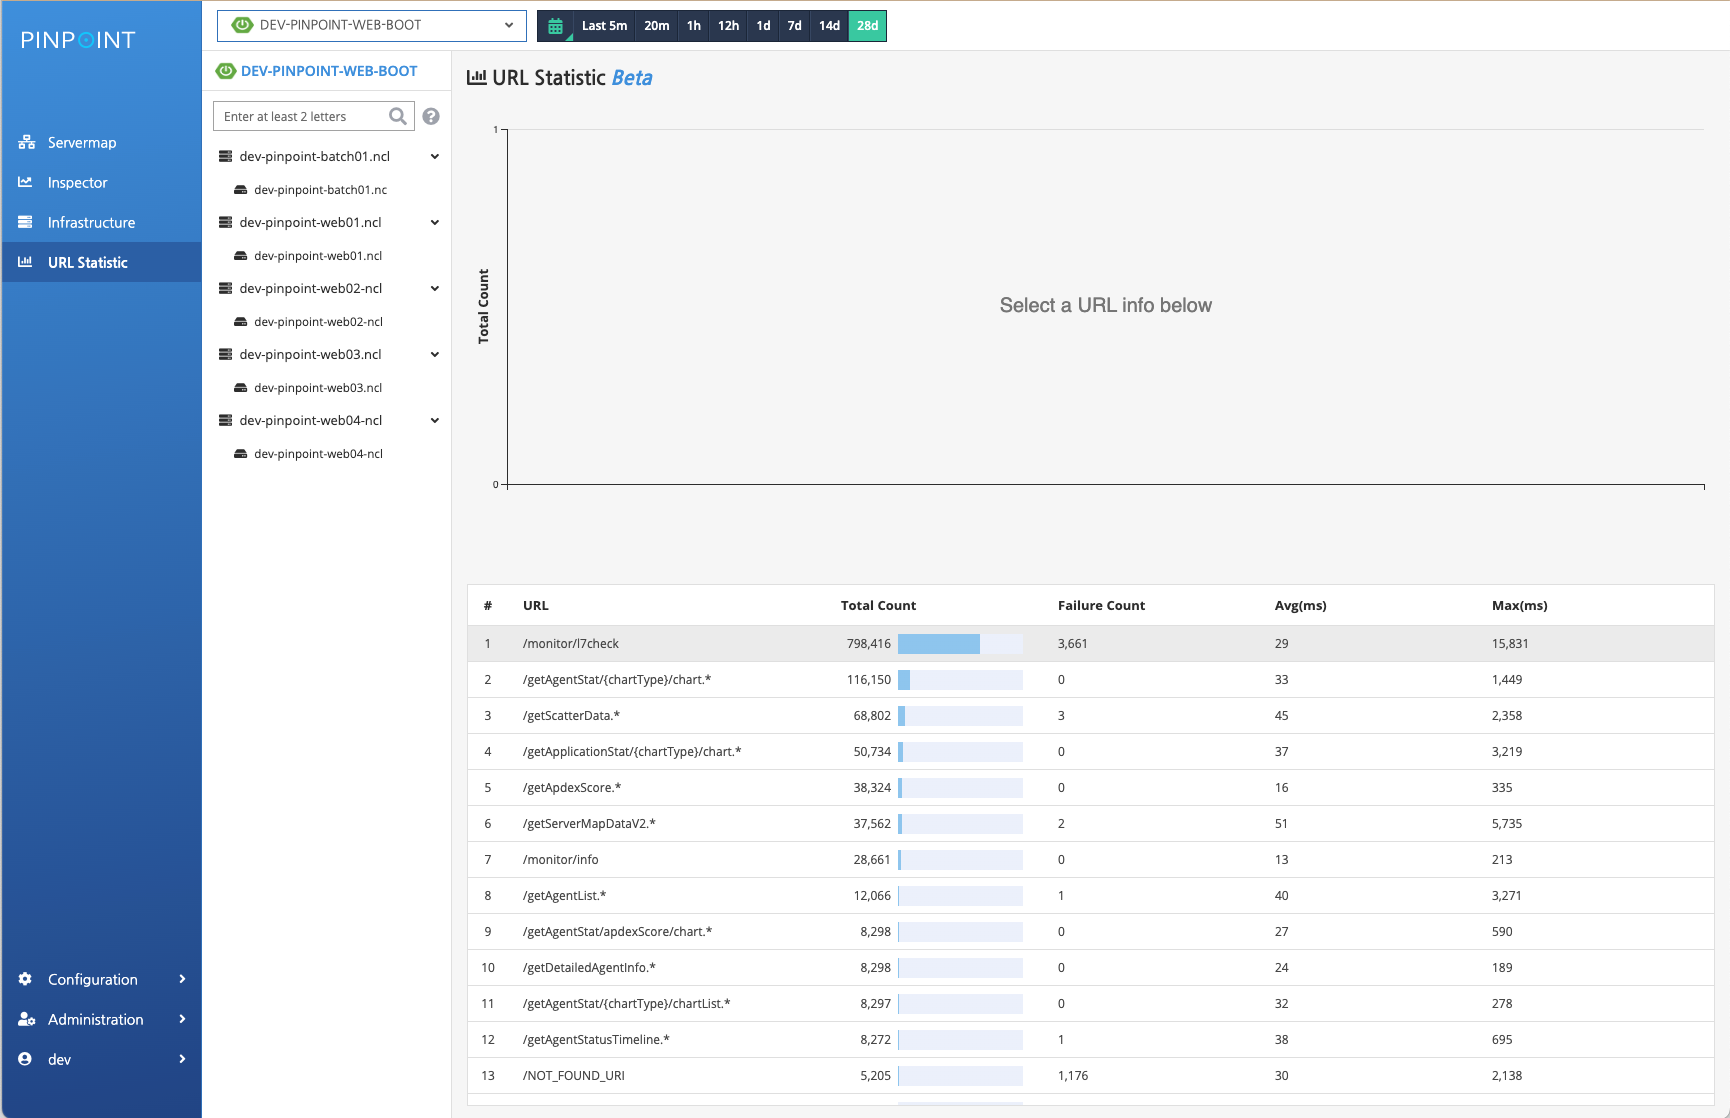 PINPOINT
Servermap
Inspector
Infrastructure
URL Statistic
Configuration
Administration
dev
DEV-PINPOINT-WEB-BOOT
Last 5m 20m 1h 12h 1d 7d 14d 28d
DEV-PINPOINT-WEB-BOOT
Enter at least 2 letters
dev-pinpoint-batch01.ncl
dev-pinpoint-batch01.nc
dev-pinpoint-web01.ncl
dev-pinpoint-web01.ncl
dev-pinpoint-web02-ncl
dev-pinpoint-web02-ncl
dev-pinpoint-web03.ncl
dev-pinpoint-web03.ncl
dev-pinpoint-web04-ncl
dev-pinpoint-web04-ncl
URL Statistic Beta
1
Total Count
Select a URL info below
0
# URL Total Count Failure Count Avg(ms) Max(ms)
1 /monitor/l7check 798,416 3,661 29 15,831
2 /getAgentStat/{chartType}/chart.* 116,150 0 33 1,449
3 /getScatterData.* 68,802 3 45 2,358
4 /getApplicationStat/{chartType}/chart.* 50,734 0 37 3,219
5 /getApdexScore.* 38,324 0 16 335
6 /getServerMapDataV2.* 37,562 2 51 5,735
7 /monitor/info 28,661 0 13 213
8 /getAgentList.* 12,066 1 40 3,271
9 /getAgentStat/apdexScore/chart.* 8,298 0 27 590
10 /getDetailedAgentInfo.* 8,298 0 24 189
11 /getAgentStat/{chartType}/chartList.* 8,297 0 32 278
12 /getAgentStatusTimeline.* 8,272 1 38 695
13 /NOT_FOUND_URI 5,205 1,176 30 2,138